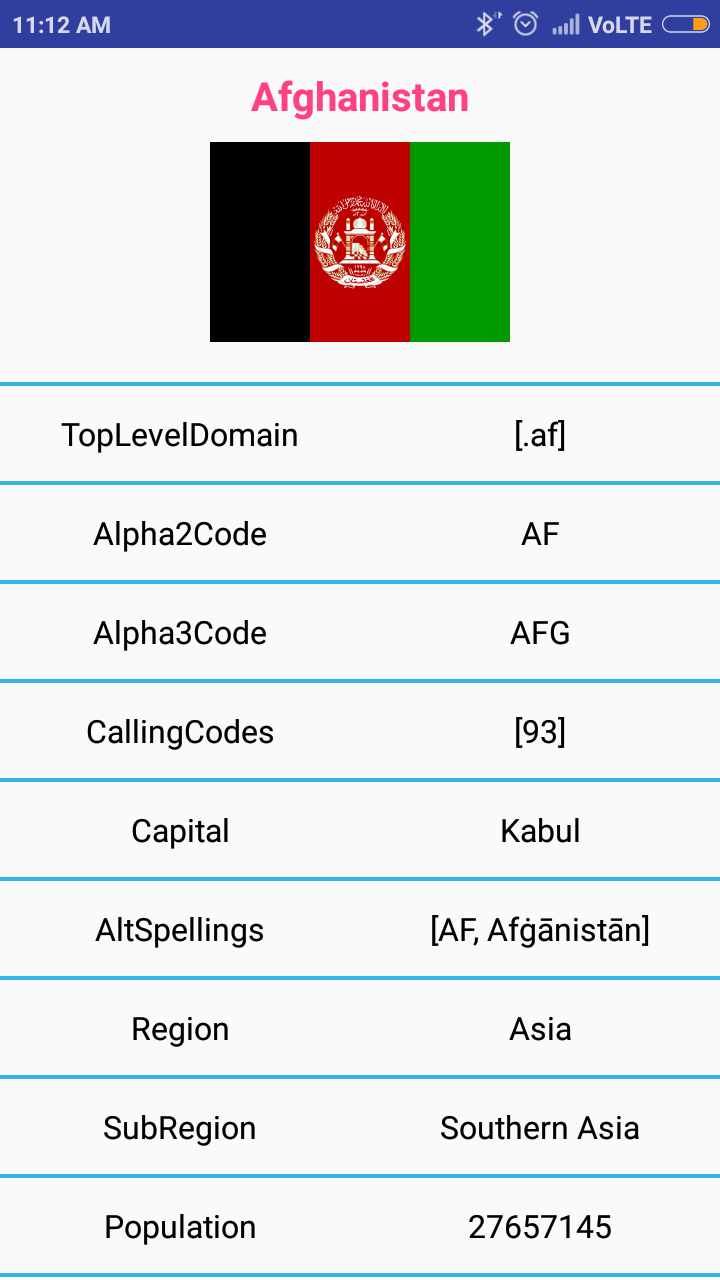 11:12 AM VoLTE
Afghanistan
TopLevelDomain [.af]
Alpha2Code AF
Alpha3Code AFG
CallingCodes [93]
Capital Kabul
AltSpellings [AF, Afġānistān]
Region Asia
SubRegion Southern Asia
Population 27657145